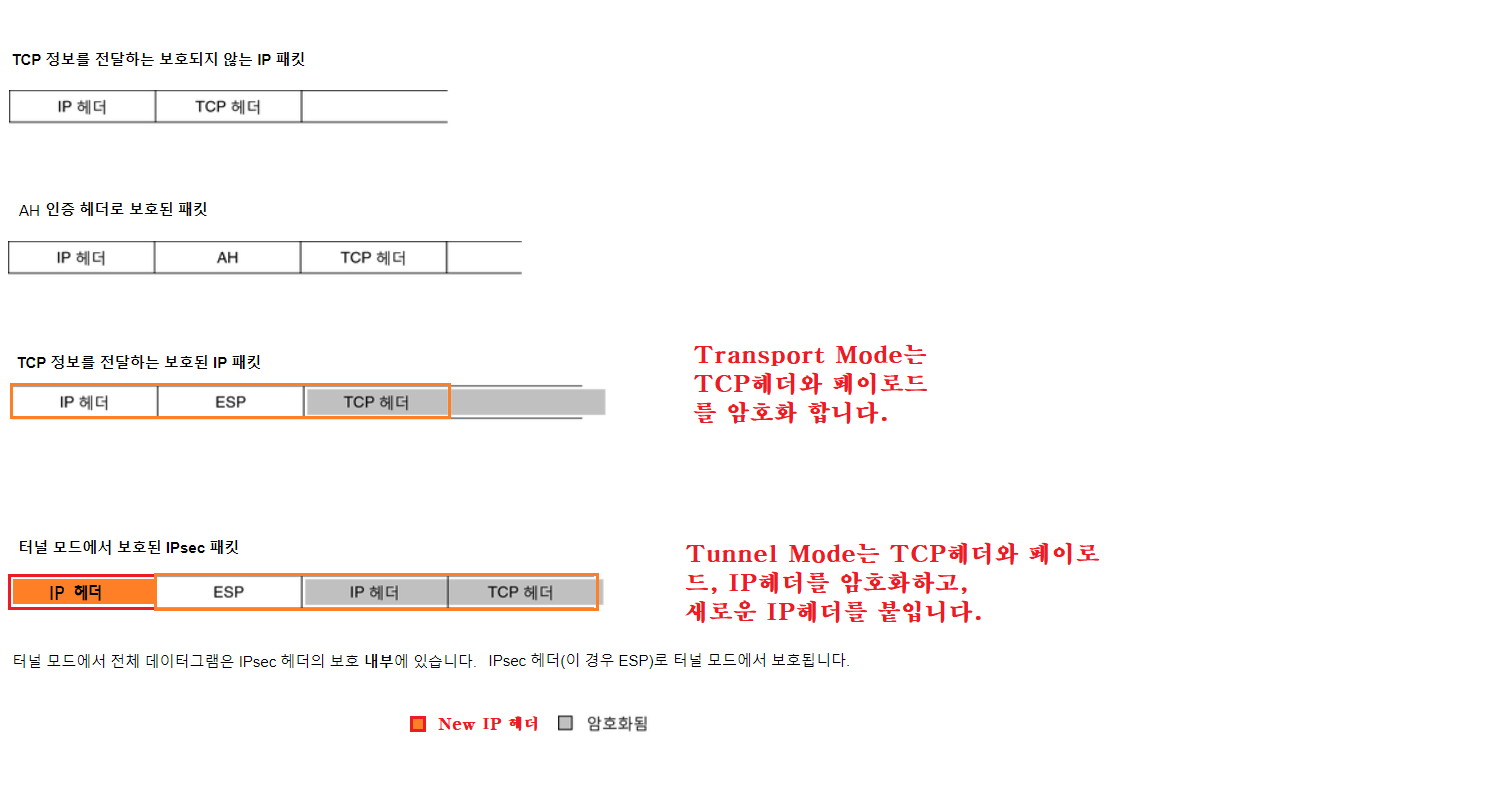 TCP 정보를 전달하는 보호되지 않는 IP 패킷
IP 헤더 TCP 헤더
AH 인증 헤더로 보호된 패킷
IP 헤더 AH TCP 헤더
TCP 정보를 전달하는 보호된 IP 패킷
IP 헤더 ESP TCP 헤더
Transport Mode는
TCP헤더와 페이로드
를 암호화 합니다.
터널 모드에서 보호된 IPsec 패킷
IP 헤더 ESP IP 헤더 TCP 헤더
Tunnel Mode는 TCP헤더와 페이로
드, IP헤더를 암호화하고,
새로운 IP헤더를 붙입니다.
터널 모드에서 전체 데이터그램은 IPsec 헤더의 보호 내부에 있습니다. IPsec 헤더(이 경우 ESP)로 터널 모드에서 보호됩니다.
New IP 헤더 암호화됨